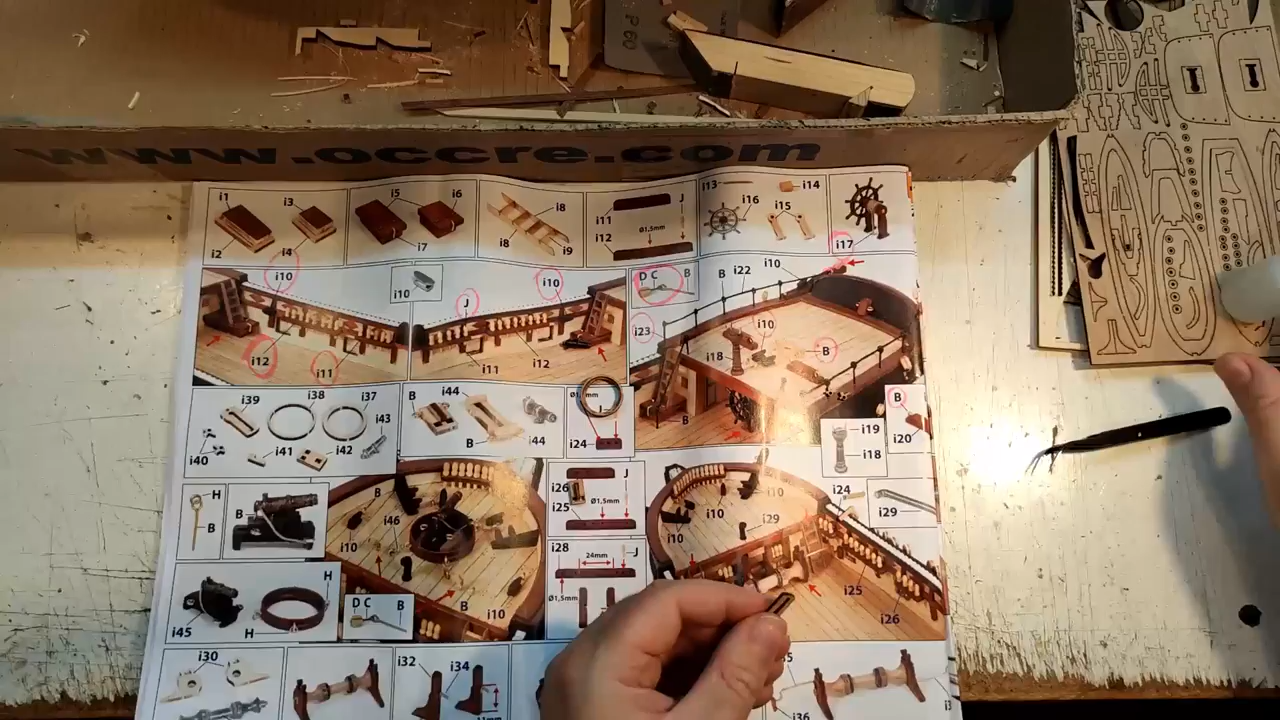 P 60
www.occre.com
i1 i3 i5 i6 i8 J i13 i14
i11 i16 i15
i12 Ø1,5mm
i2 i4 i7 i8 i9 i17
i10 i10 i10 D C B B i22 i10
J i23 i10
i18 B
i12 i11 i11 i12
B
i39 i38 i37 B i44 B
i43 i24 i19 i20
i40 i41 i42 B i44 i18
H B i46 i26 J i10 i24
B i25 Ø1,5mm i10 i29 i29
i10 i28 24mm J i10
H Ø1,5mm i25
D C B B i10 i26
i45 H
i30 i32 i34
i36